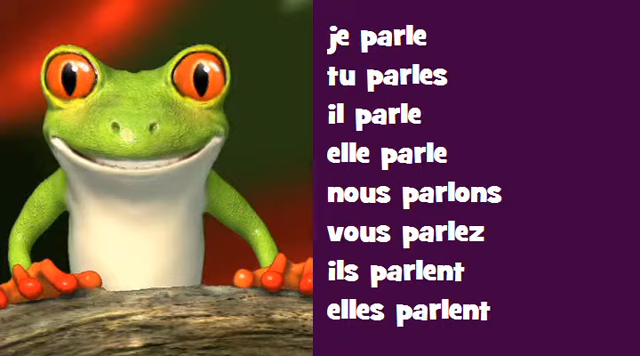 je parle
tu parles
il parle
elle parle
nous parlons
vous parlez
ils parlent
elles parlent